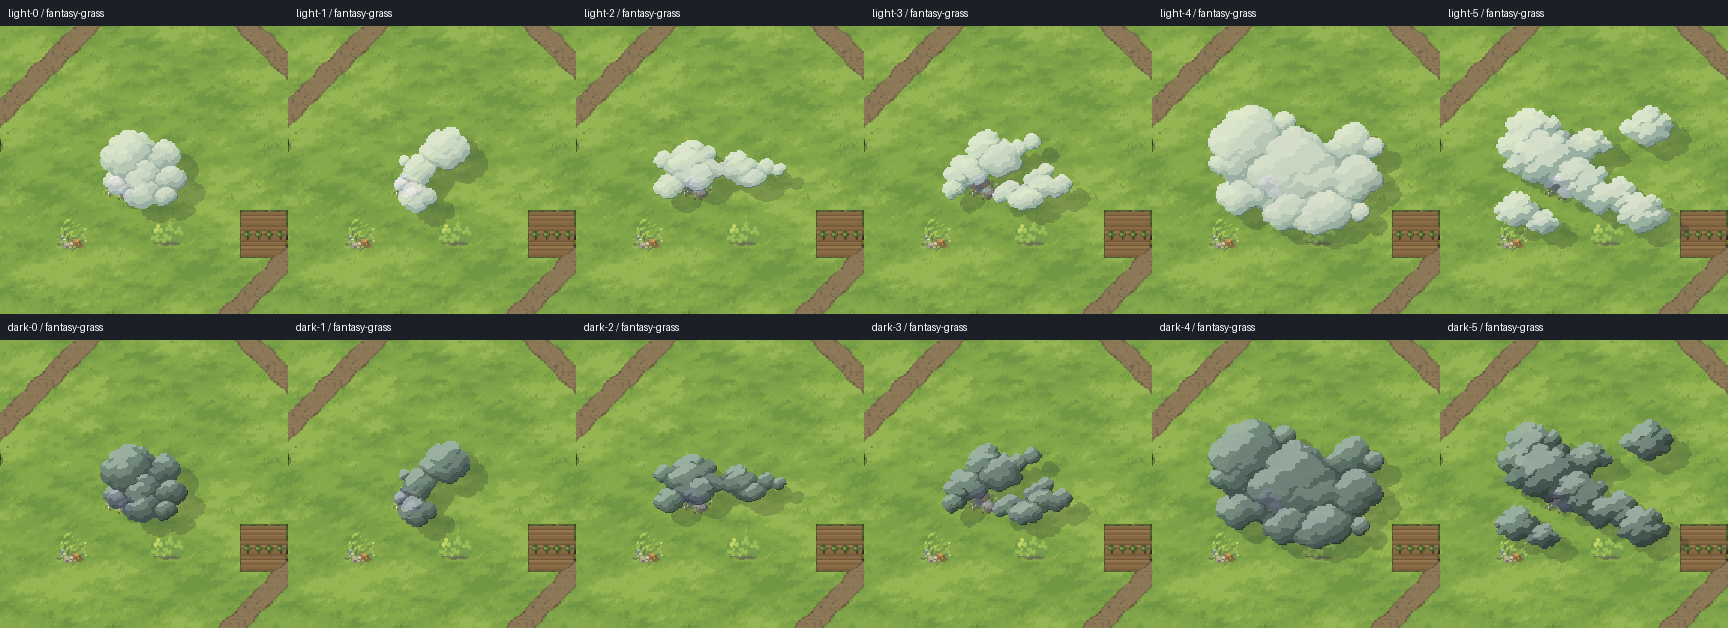 light-0 / fantasy-grass
light-1 / fantasy-grass
light-2 / fantasy-grass
light-3 / fantasy-grass
light-4 / fantasy-grass
light-5 / fantasy-grass
dark-0 / fantasy-grass
dark-1 / fantasy-grass
dark-2 / fantasy-grass
dark-3 / fantasy-grass
dark-4 / fantasy-grass
dark-5 / fantasy-grass